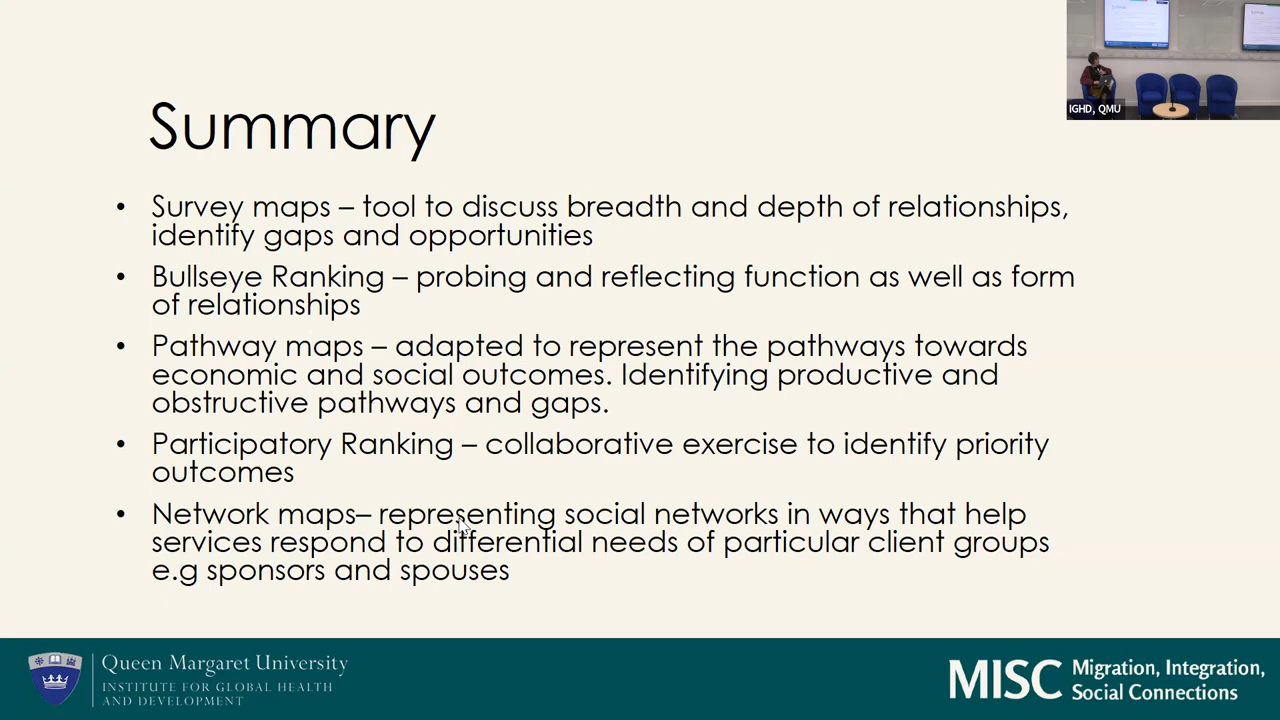 IGHD, QMU
Summary
• Survey maps – tool to discuss breadth and depth of relationships,
identify gaps and opportunities
• Bullseye Ranking – probing and reflecting function as well as form
of relationships
• Pathway maps – adapted to represent the pathways towards
economic and social outcomes. Identifying productive and
obstructive pathways and gaps.
• Participatory Ranking – collaborative exercise to identify priority
outcomes
• Network maps– representing social networks in ways that help
services respond to differential needs of particular client groups
e.g sponsors and spouses
Queen Margaret University
INSTITUTE FOR GLOBAL HEALTH
AND DEVELOPMENT
MISC Migration, Integration,
Social Connections